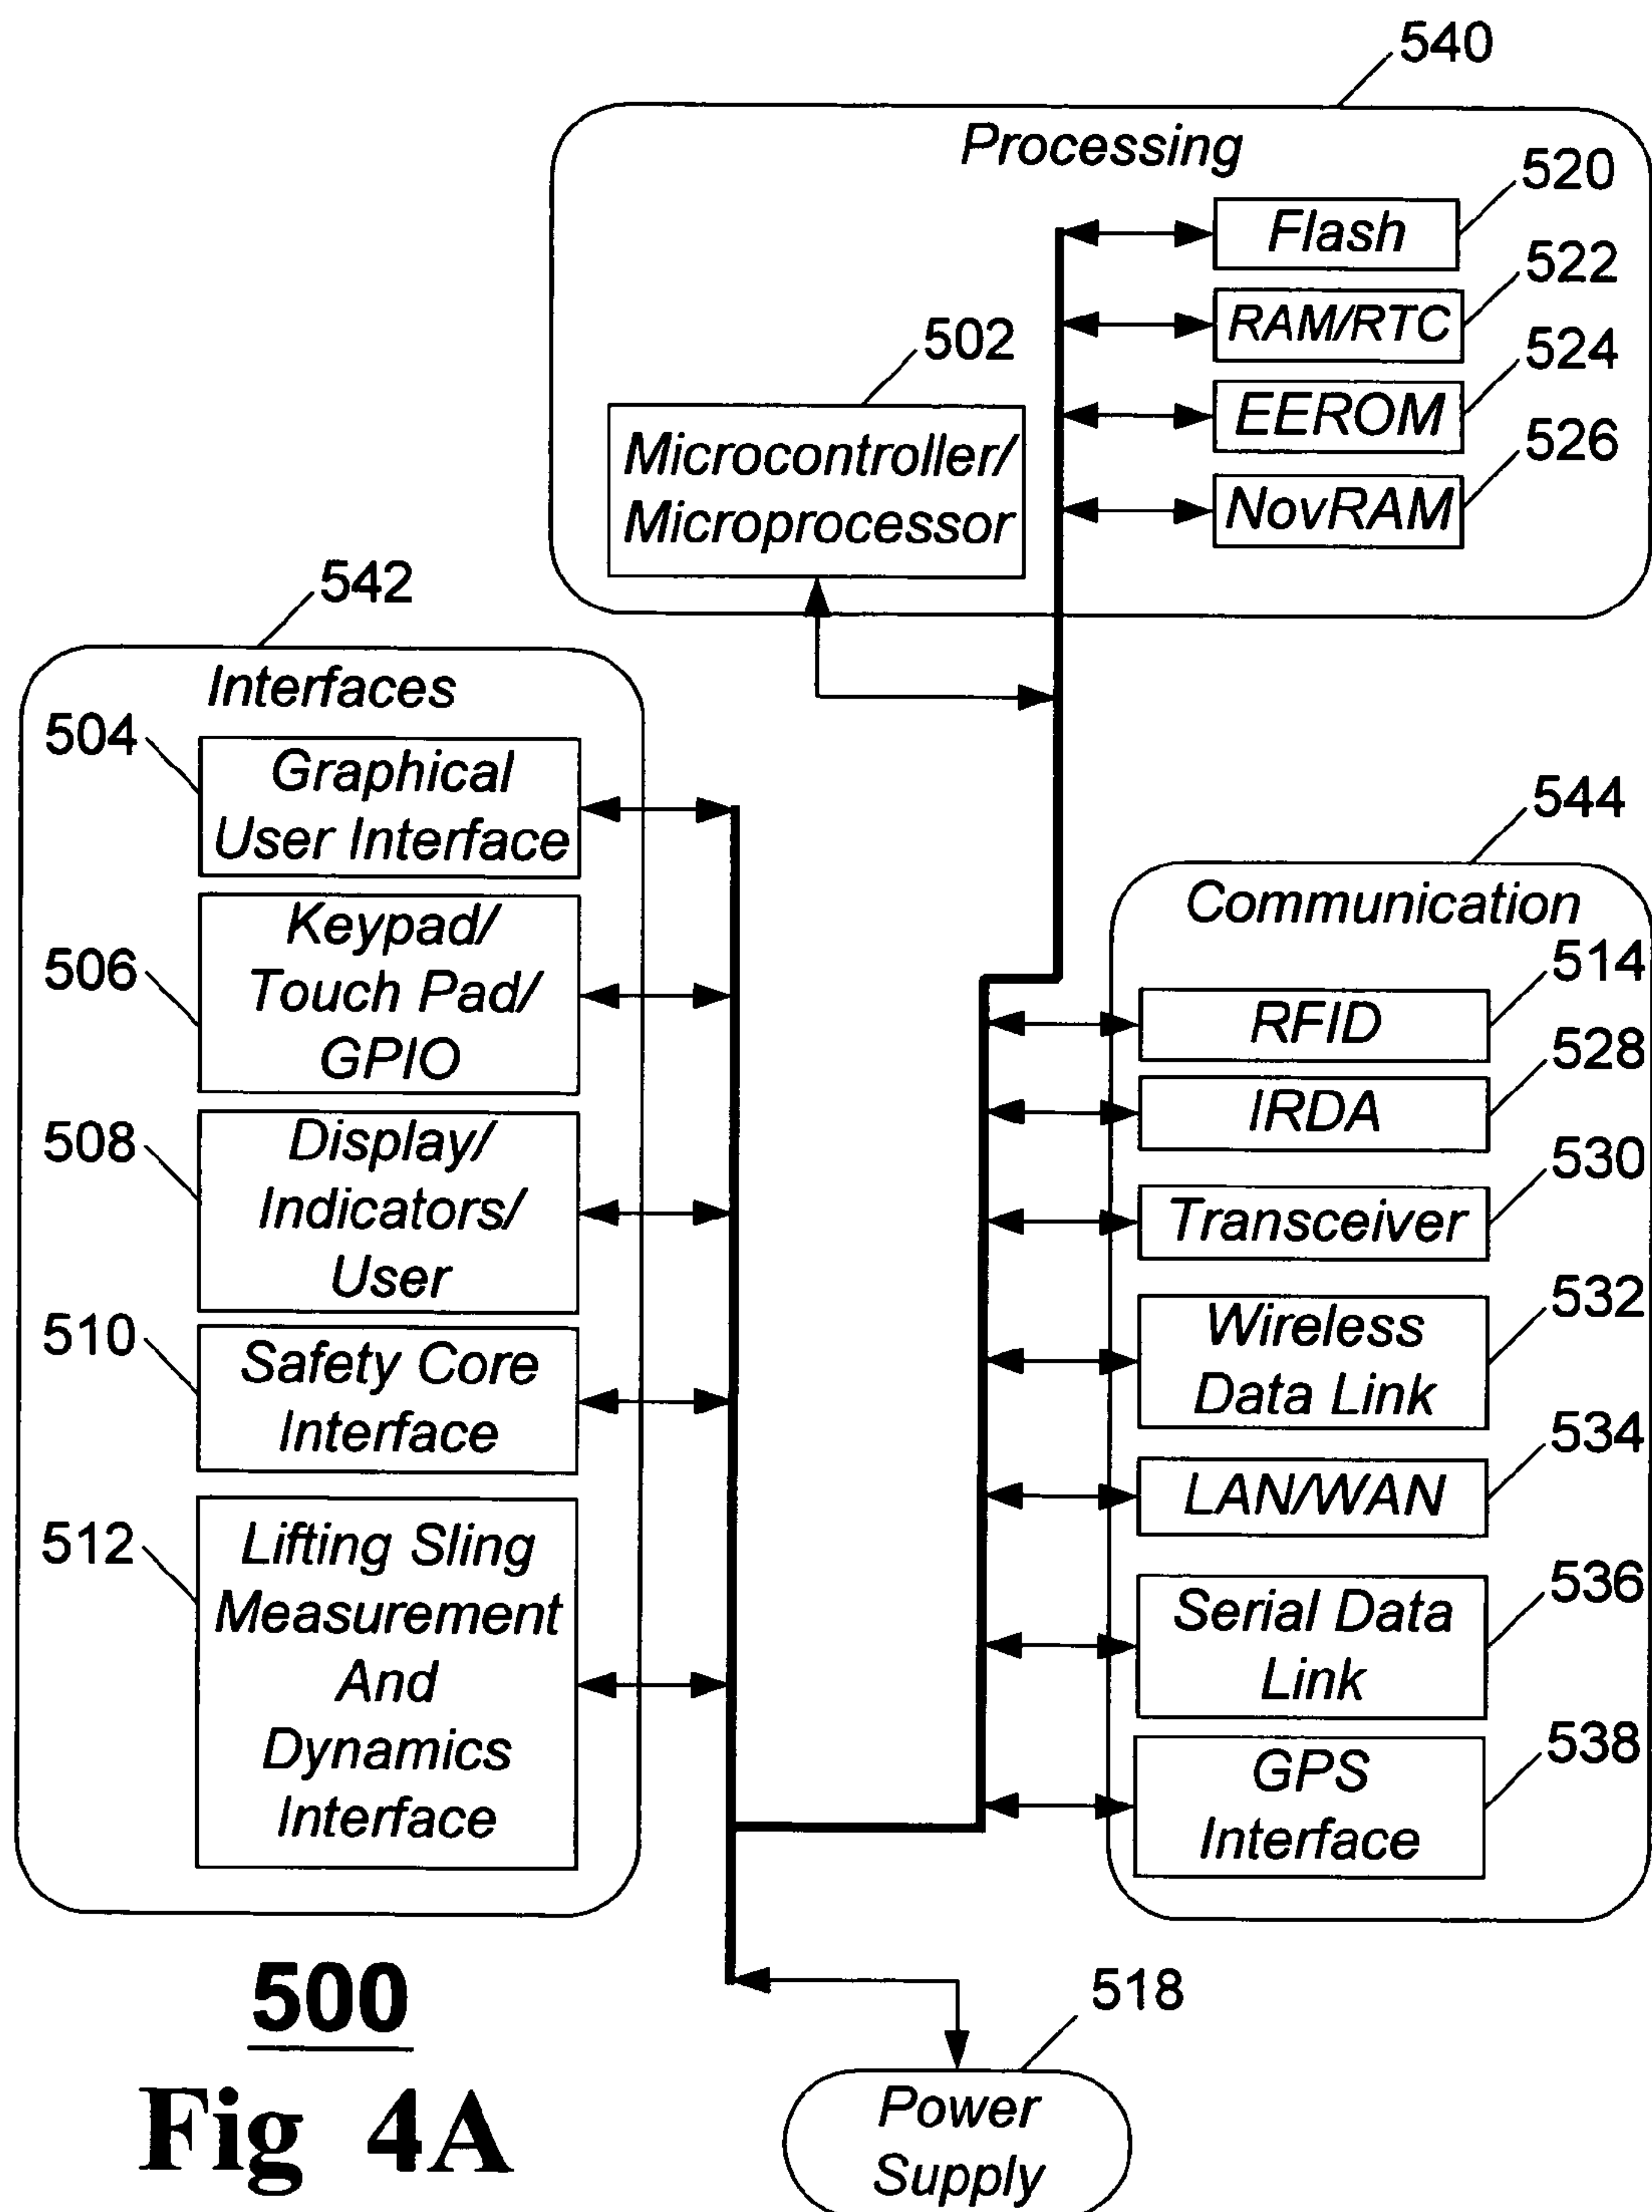 540
Processing
520
Flash
522
RAM/RTC
524
EEROM
526
NovRAM
502
Microcontroller/
Microprocessor
542
Interfaces
504
Graphical
User Interface
506
Keypad/
Touch Pad/
GPIO
508
Display/
Indicators/
User
510
Safety Core
Interface
512
Lifting Sling
Measurement
And
Dynamics
Interface
544
Communication
514
RFID
528
IRDA
530
Transceiver
532
Wireless
Data Link
534
LAN/WAN
536
Serial Data
Link
538
GPS
Interface
518
Power
Supply
500
Fig 4A